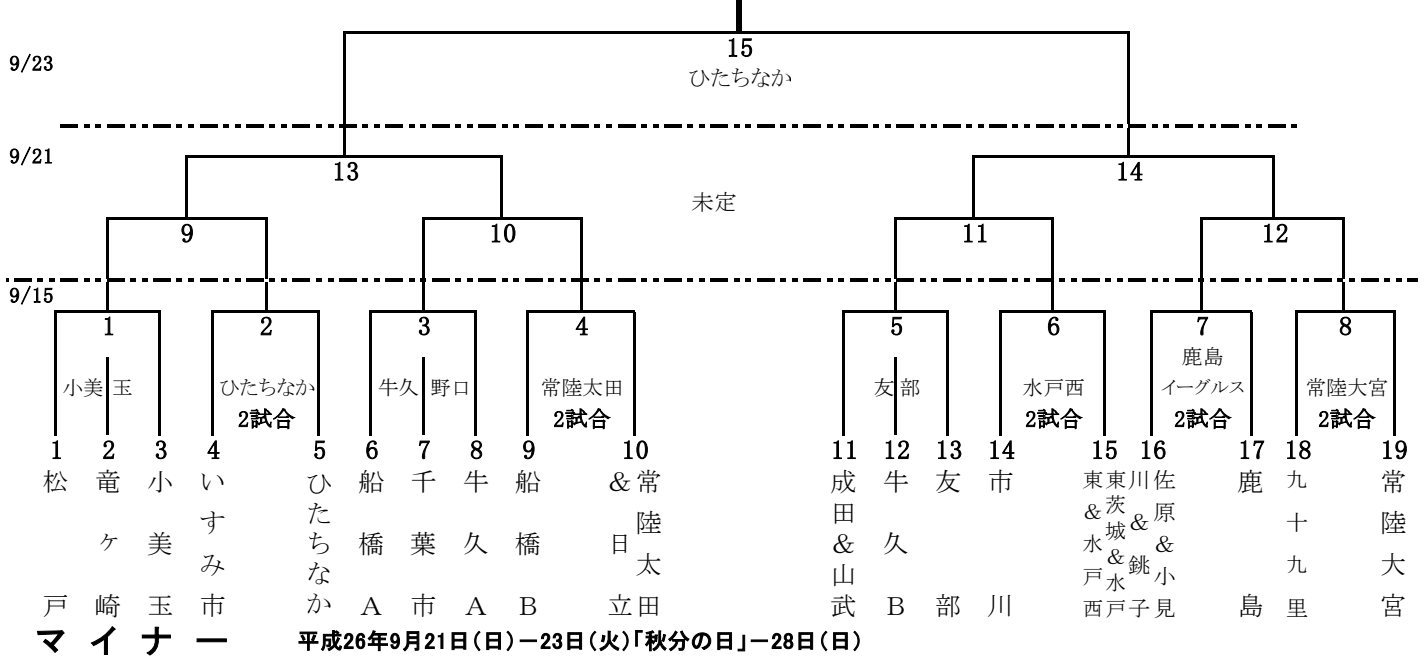 15
9/23
ひたちなか
9/21
13
14
未定
9
10
11
12
9/15
1
2
3
4
5
6
7
8
小美玉
ひたちなか
2試合
牛久野口
常陸太田
2試合
友部
水戸西
2試合
鹿島
イーグルス
2試合
常陸大宮
2試合
1
松戸
2
竜ヶ崎
3
小美玉
4
いすみ市
5
ひたちなか
6
船橋A
7
千葉市
8
牛久A
9
船橋B
10
常陸太田
&日立
11
成田&山武
12
牛久B
13
友部
14
市川
15
東茨城&水戸
東&水戸西
16
佐原&小見
川&銚子
17
鹿島
18
九十九里
19
常陸大宮
マイナー
平成26年9月21日(日)−23日(火)「秋分の日」−28日(日)